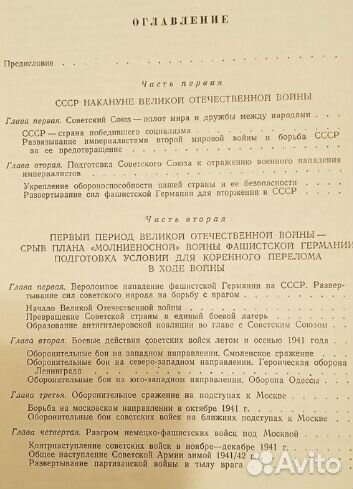 ОГЛАВЛЕНИЕ
Предисловие
Часть первая
СССР НАКАНУНЕ ВЕЛИКОЙ ОТЕЧЕСТВЕННОЙ ВОЙНЫ
Глава первая. Советский Союз — оплот мира и дружбы между народами
СССР — страна победившего социализма
Развязывание империалистами второй мировой войны и борьба СССР
за ее предотвращение
Глава вторая. Подготовка Советского Союза к отражению военного нападения
империалистов
Укрепление обороноспособности нашей страны и ее безопасности
Развертывание сил фашистской Германии для вторжения в СССР
Часть вторая
ПЕРВЫЙ ПЕРИОД ВЕЛИКОЙ ОТЕЧЕСТВЕННОЙ ВОЙНЫ —
СРЫВ ПЛАНА «МОЛНИЕНОСНОЙ» ВОЙНЫ ФАШИСТСКОЙ ГЕРМАНИИ
ПОДГОТОВКА УСЛОВИЙ ДЛЯ КОРЕННОГО ПЕРЕЛОМА
В ХОДЕ ВОЙНЫ
Глава первая. Вероломное нападение фашистской Германии на СССР. Развер-
тывание сил советского народа на борьбу с врагом
Начало Великой Отечественной войны
Превращение Советской страны в единый боевой лагерь
Образование антигитлеровской коалиции во главе с Советским Союзом
Глава вторая. Боевые действия советских войск летом и осенью 1941 года
Оборонительные бои на западном направлении. Смоленское сражение
Оборонительные бои на северо-западном направлении. Героическая оборона
Ленинграда
Оборонительные бои на юго-западном направлении. Оборона Одессы
Глава третья. Оборонительное сражение на подступах к Москве
Борьба на московском направлении в октябре 1941 г.
Оборонительные бои советских войск на ближних подступах к Москве
Глава четвертая. Разгром немецко-фашистских войск под Москвой
Контрнаступление советских войск в ноябре—декабре 1941 г.
Общее наступление Советской Армии зимой 1941/42 г.
Развертывание партизанской войны в тылу врага
Avito